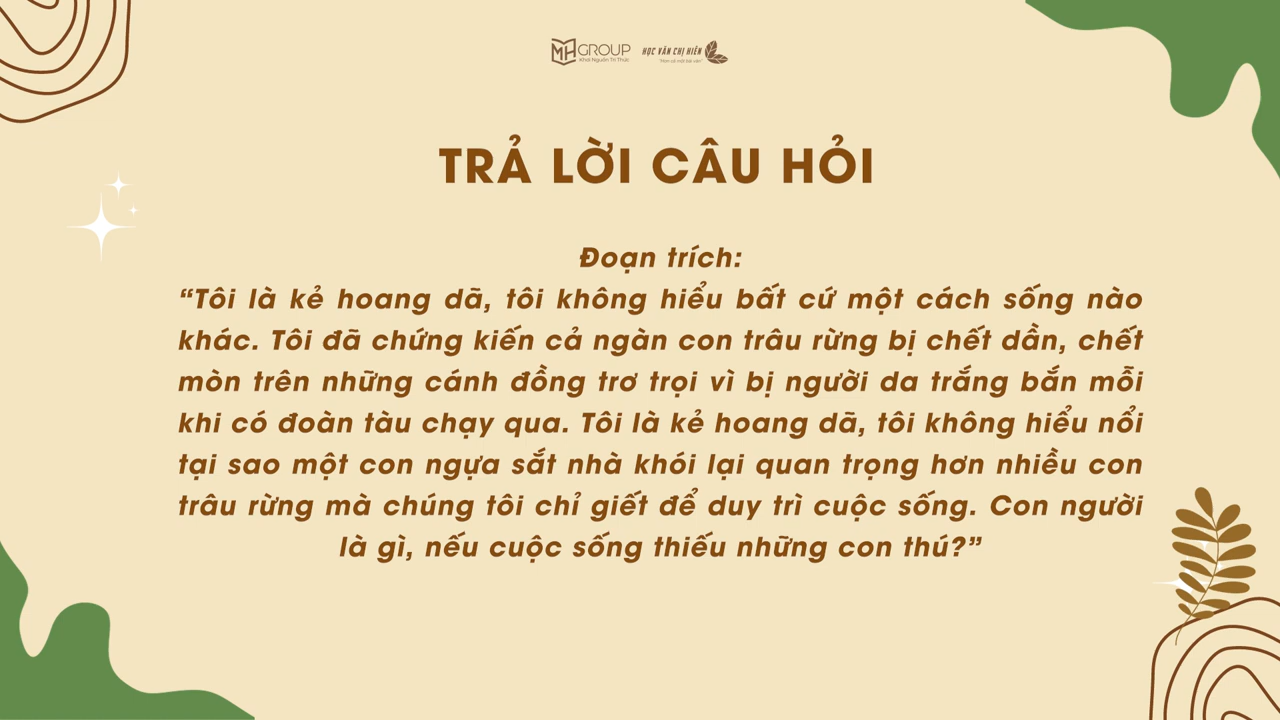 MH GROUP
Khơi Nguồn Tri Thức
HỌC VĂN CHỊ HIÊN
TRẢ LỜI CÂU HỎI
Đoạn trích:
“Tôi là kẻ hoang dã, tôi không hiểu bất cứ một cách sống nào
khác. Tôi đã chứng kiến cả ngàn con trâu rừng bị chết dần, chết
mòn trên những cánh đồng trơ trọi vì bị người da trắng bắn mỗi
khi có đoàn tàu chạy qua. Tôi là kẻ hoang dã, tôi không hiểu nổi
tại sao một con ngựa sắt nhà khói lại quan trọng hơn nhiều con
trâu rừng mà chúng tôi chỉ giết để duy trì cuộc sống. Con người
là gì, nếu cuộc sống thiếu những con thú?”